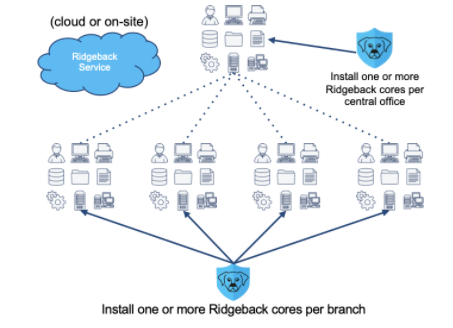 (cloud or on-site)
Ridgeback
Service
Install one or more
Ridgeback cores per
central office
Install one or more Ridgeback cores per branch